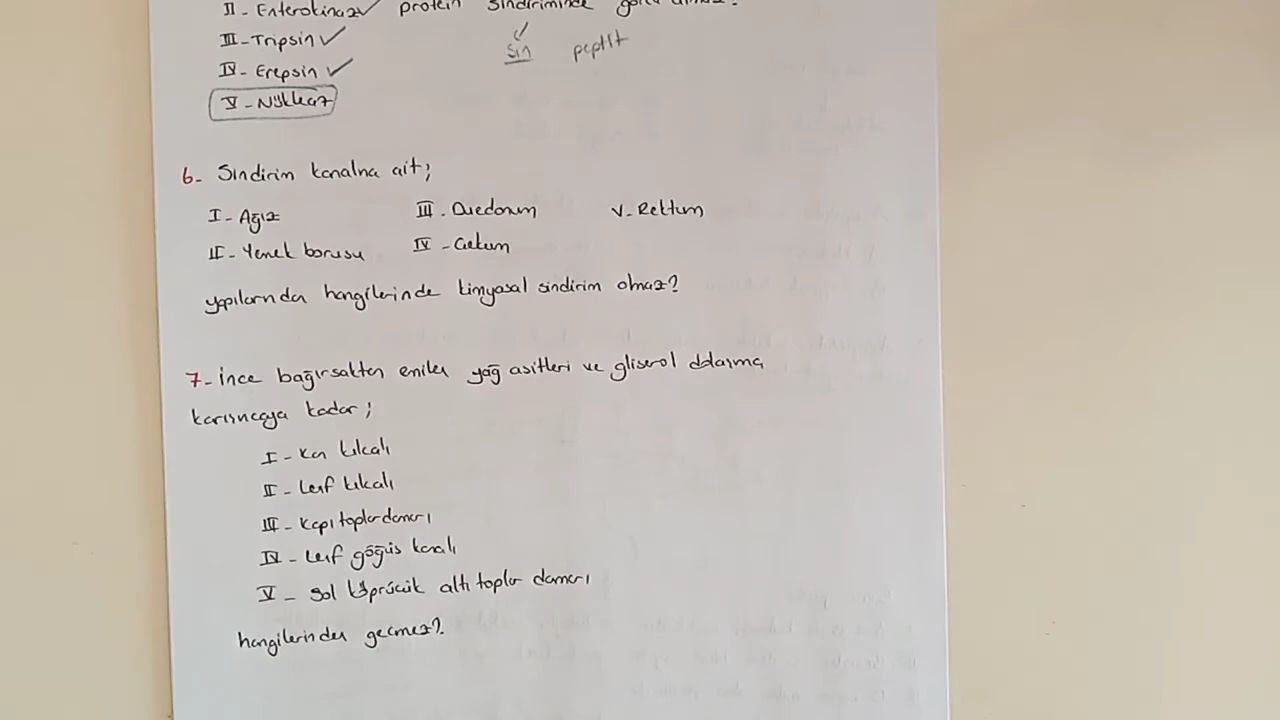 II - Enterokinaz✓ protein sindiriminde görev almaz?
III - Tripsin ✓
sin peptit
IV - Erepsin ✓
V - Nükleaz
6- Sindirim kanalına ait;
I - Ağız III - Duedonum V - Rektum
II - Yemek borusu IV - Çekum
yapılarından hangilerinde kimyasal sindirim olmaz?
7- İnce bağırsaktan emilen yağ asitleri ve gliserol dolaşıma
karışıncaya kadar;
I - Kan kılcalı
II - Lenf kılcalı
III - Kapı toplardamarı
IV - Lenf göğüs kanalı
V - Sol köprücük altı toplar damarı
hangilerinden geçmez?